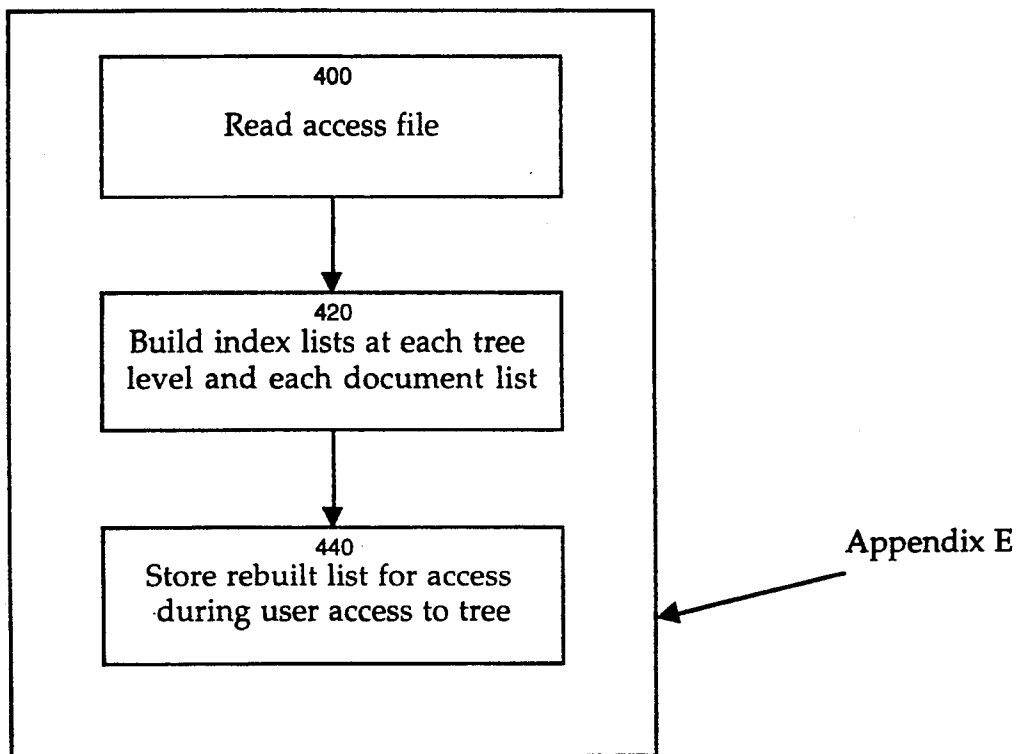 400
Read access file
420
Build index lists at each tree
level and each document list
440
Store rebuilt list for access
during user access to tree
Appendix E